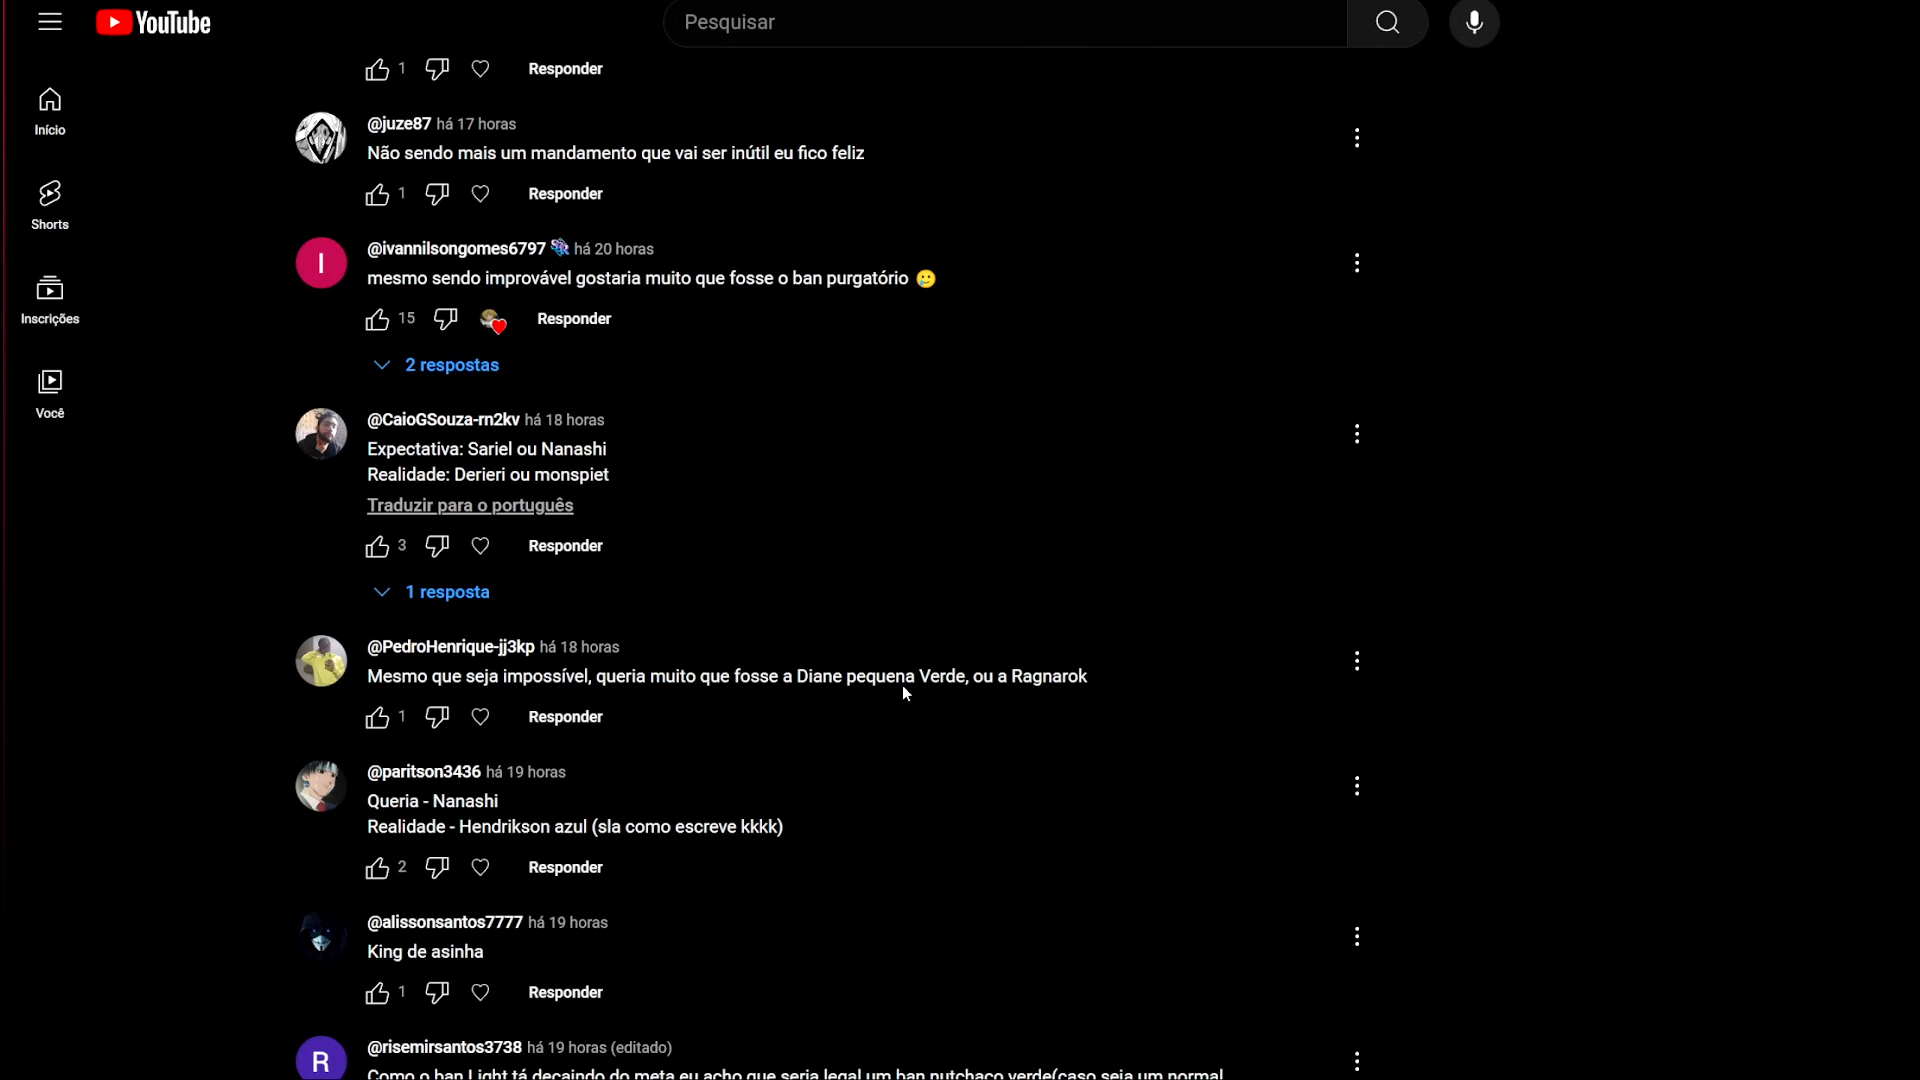 YouTube
Pesquisar
1 Responder
Início
Shorts
Inscrições
Você
@juze87 há 17 horas
Não sendo mais um mandamento que vai ser inútil eu fico feliz
1 Responder
I
@ivannilsongomes6797 há 20 horas
mesmo sendo improvável gostaria muito que fosse o ban purgatório 🥲
15 Responder
2 respostas
@CaioGSouza-rn2kv há 18 horas
Expectativa: Sariel ou Nanashi
Realidade: Derieri ou monspiet
Traduzir para o português
3 Responder
1 resposta
@PedroHenrique-jj3kp há 18 horas
Mesmo que seja impossível, queria muito que fosse a Diane pequena Verde, ou a Ragnarok
1 Responder
@paritson3436 há 19 horas
Queria - Nanashi
Realidade - Hendrikson azul (sla como escreve kkkk)
2 Responder
@alissonsantos7777 há 19 horas
King de asinha
1 Responder
R
@risemirsantos3738 há 19 horas (editado)
Como o ban Light tá decaindo do meta eu acho que seria legal um ban nutchaco verde(caso seja um normal